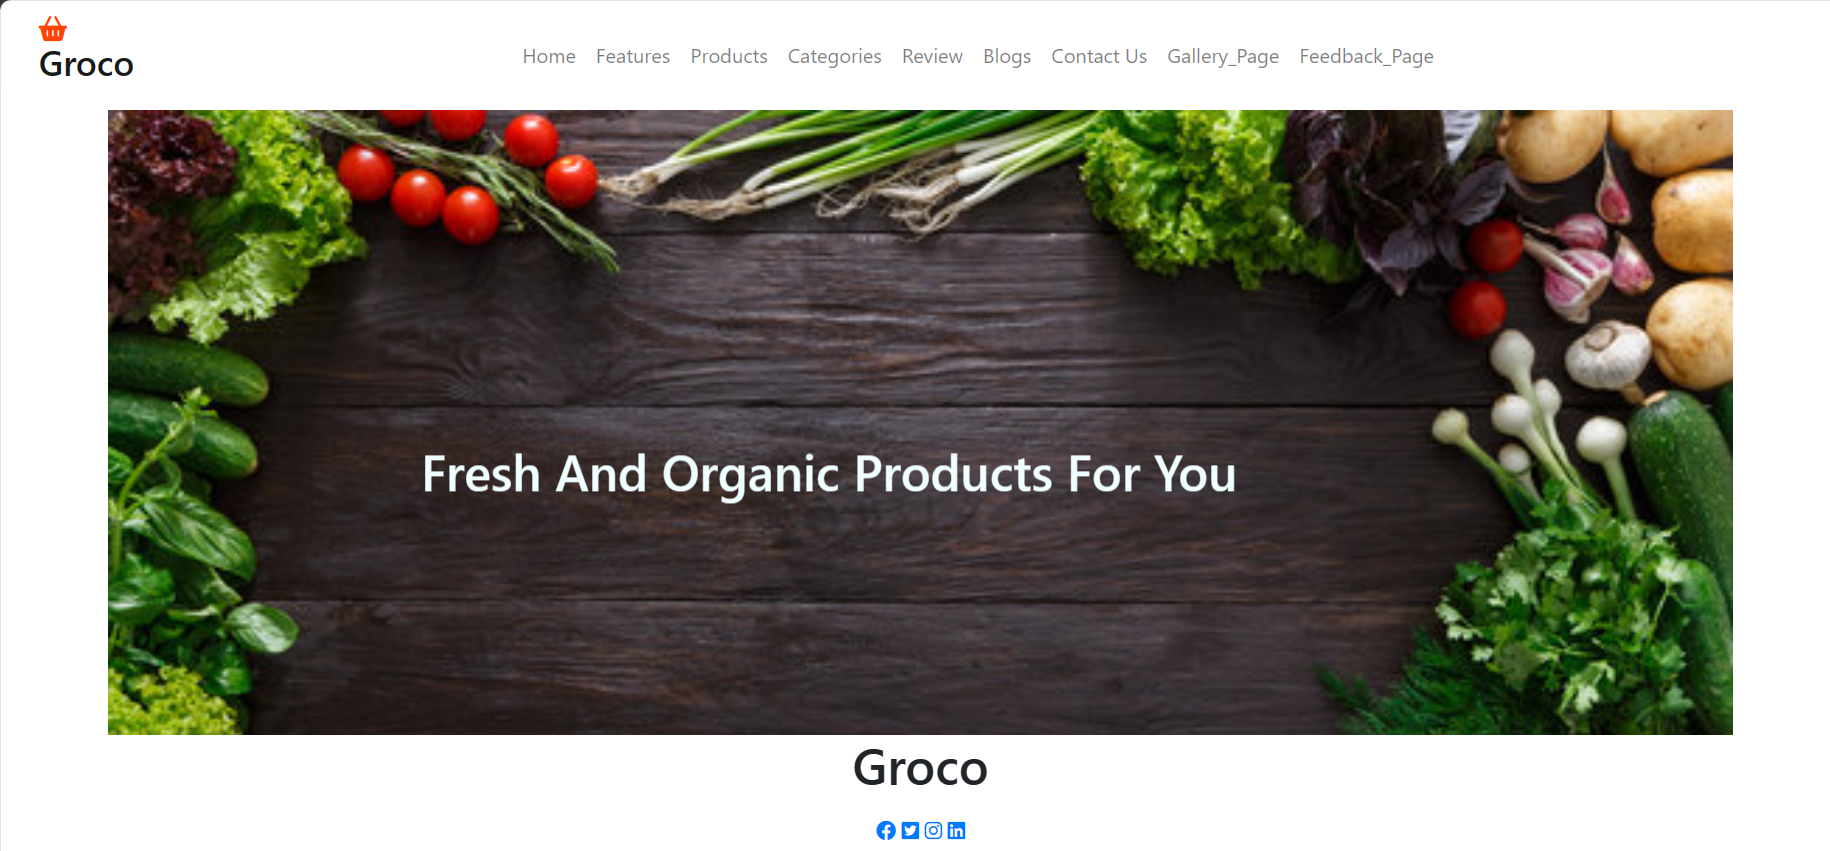 Groco
Home Features Products Categories Review Blogs Contact Us Gallery_Page Feedback_Page
Fresh And Organic Products For You
Groco